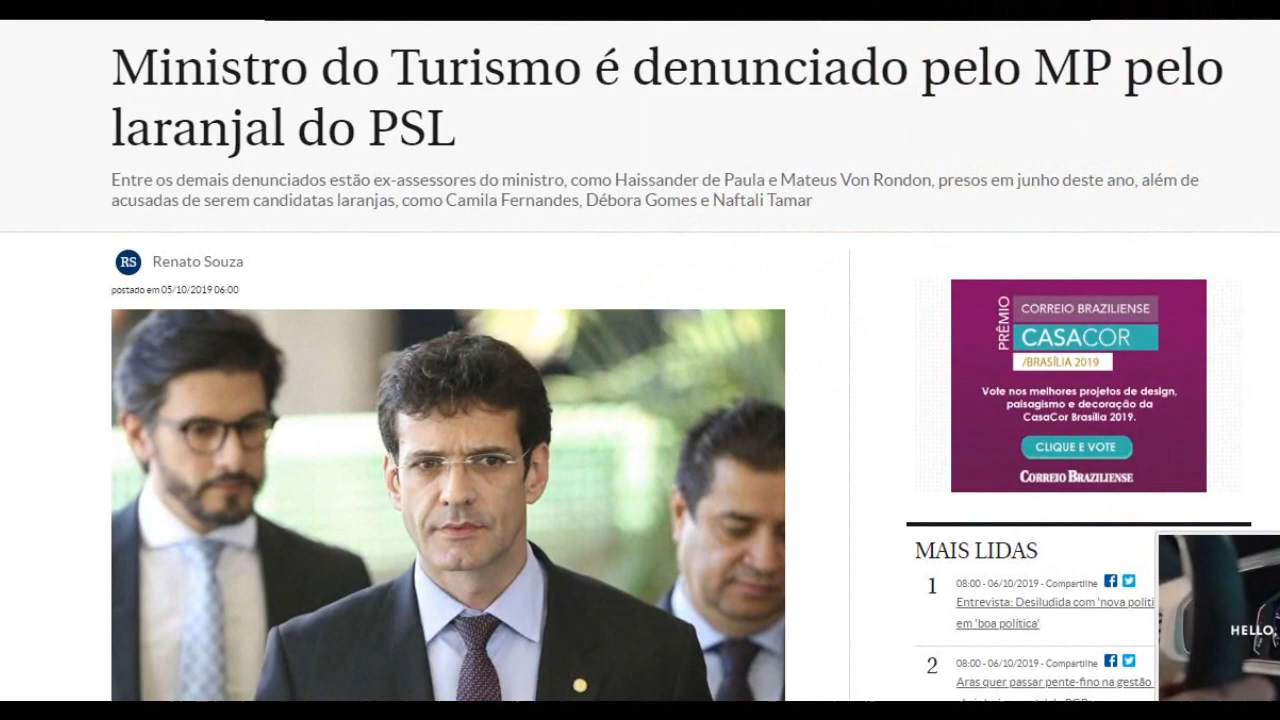 Ministro do Turismo é denunciado pelo MP pelo
laranjal do PSL
Entre os demais denunciados estão ex-assessores do ministro, como Haissander de Paula e Mateus Von Rondon, presos em junho deste ano, além de
acusadas de serem candidatas laranjas, como Camila Fernandes, Débora Gomes e Naftali Tamar
RS Renato Souza
postado em 05/10/2019 06:00
PRÊMIO
CORREIO BRAZILIENSE
CASACOR
/BRASÍLIA 2019
Vote nos melhores projetos de design,
paisagismo e decoração da
CasaCor Brasília 2019.
CLIQUE E VOTE
CORREIO BRAZILIENSE
MAIS LIDAS
1 08:00 - 06/10/2019 - Compartilhe
Entrevista: Desiludida com 'nova políti
em 'boa política'
HELLO
2 08:00 - 06/10/2019 - Compartilhe
Aras quer passar pente-fino na gestão